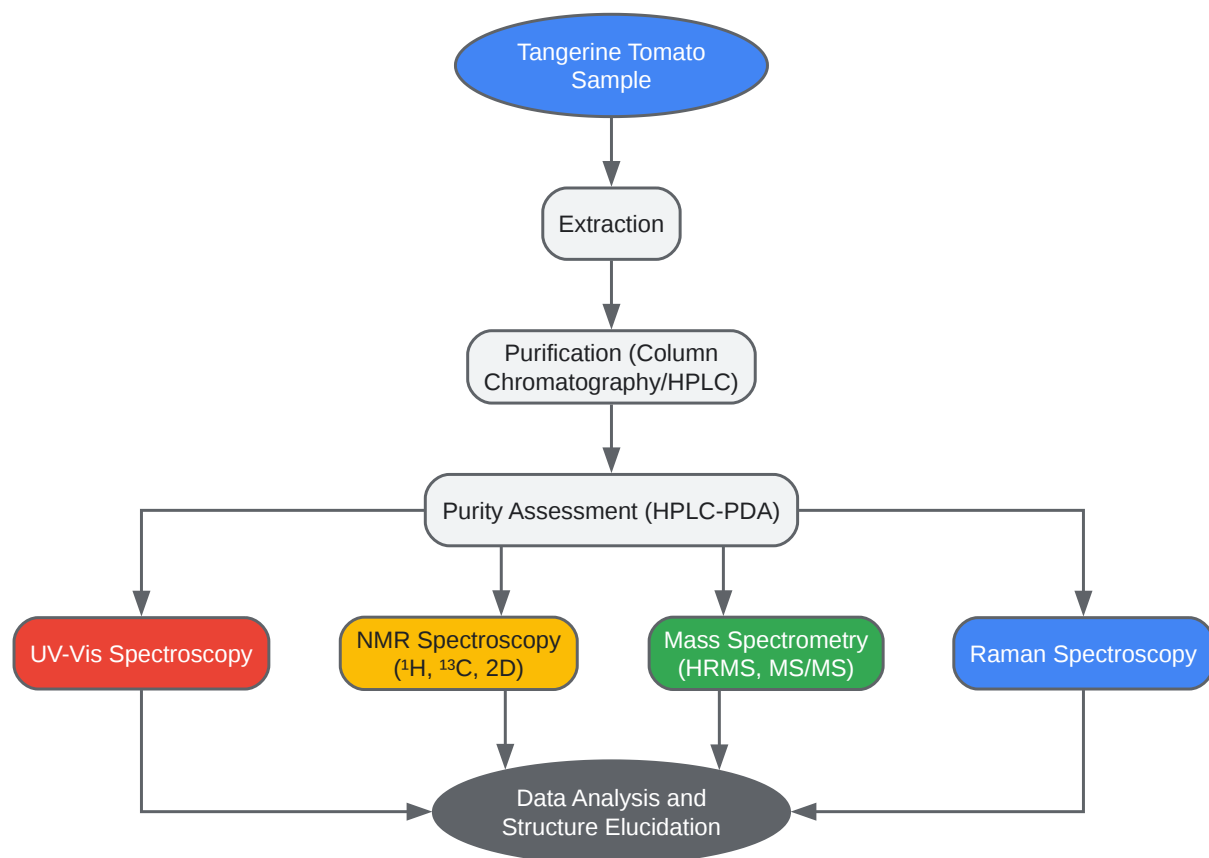 Tangerine Tomato
Sample
Extraction
Purification (Column
Chromatography/HPLC)
Purity Assessment (HPLC-PDA)
UV-Vis Spectroscopy
NMR Spectroscopy
(¹H, ¹³C, 2D)
Mass Spectrometry
(HRMS, MS/MS)
Raman Spectroscopy
Data Analysis and
Structure Elucidation